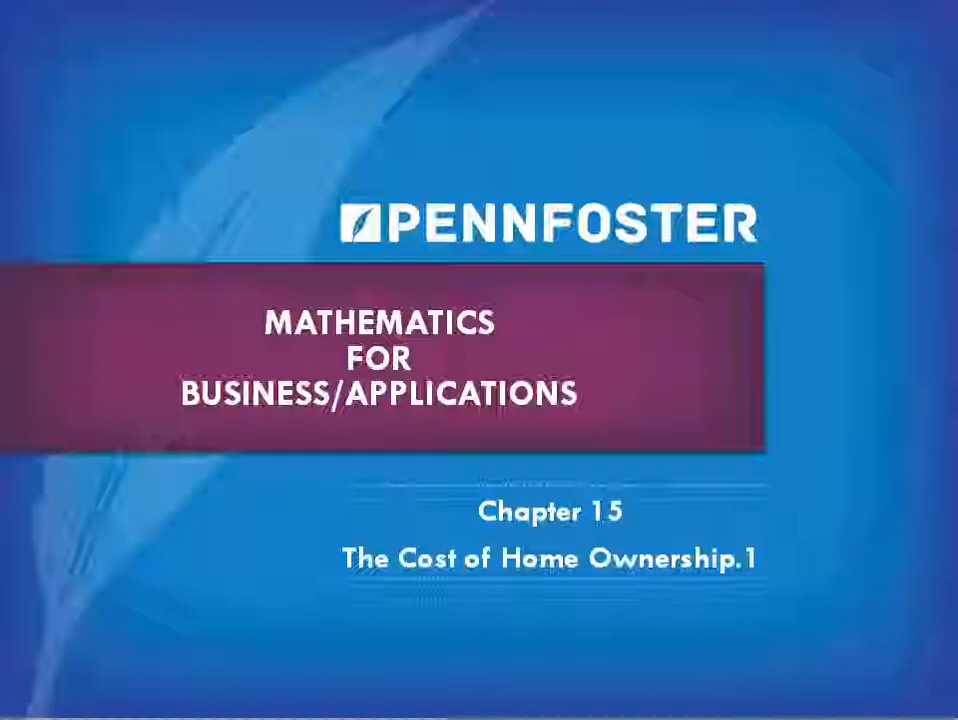 PENNFOSTER
MATHEMATICS
FOR
BUSINESS/APPLICATIONS
Chapter 15
The Cost of Home Ownership.1